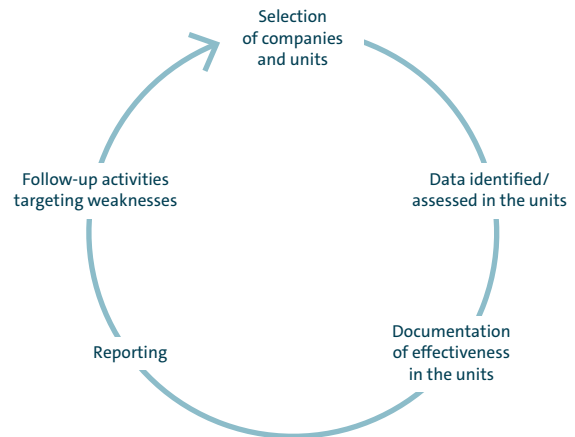 Selection
of companies
and units
Data identified/
assessed in the units
Documentation
of effectiveness
in the units
Reporting
Follow-up activities
targeting weaknesses